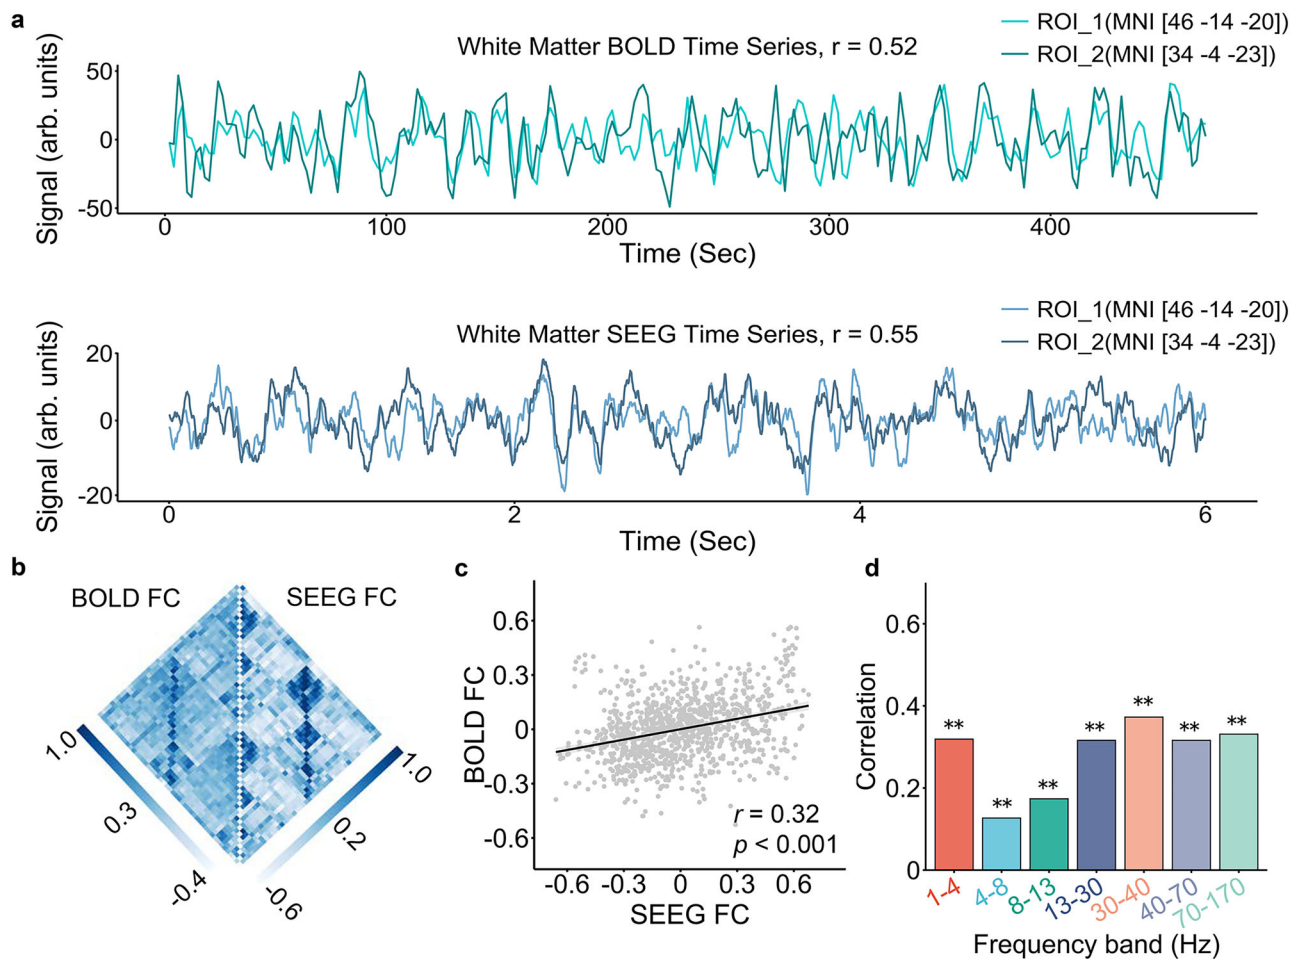 a
White Matter BOLD Time Series, r = 0.52
ROI_1(MNI [46 -14 -20])
ROI_2(MNI [34 -4 -23])
Signal (arb. units)
50
0
-50
0 100 200 300 400
Time (Sec)
White Matter SEEG Time Series, r = 0.55
ROI_1(MNI [46 -14 -20])
ROI_2(MNI [34 -4 -23])
Signal (arb. units)
20
0
-20
0 2 4 6
Time (Sec)
b
BOLD FC SEEG FC
1.0 0.3 -0.4
1.0 0.2 -0.6
c
BOLD FC
0.6
0.3
0
-0.3
-0.6
r = 0.32
p < 0.001
-0.6 -0.3 0 0.3 0.6
SEEG FC
d
Correlation
0.6
0.4
0.2
0
** ** ** ** ** ** **
1-4 4-8 8-13 13-30 30-40 40-70 70-170
Frequency band (Hz)